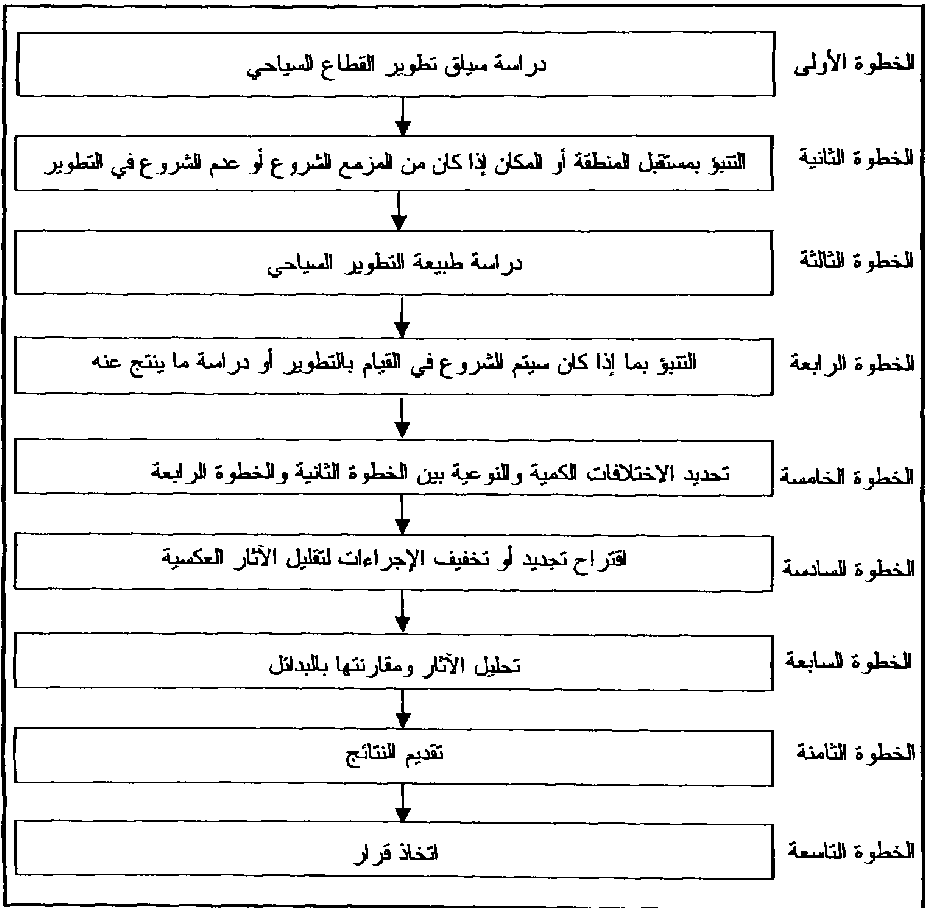 الخطوة الأولى
دراسة سياق تطوير القطاع السياحي
الخطوة الثانية
التنبؤ بمستقبل المنطقة أو المكان إذا كان من المزمع الشروع أو عدم الشروع في التطوير
الخطوة الثالثة
دراسة طبيعة التطوير السياحي
الخطوة الرابعة
التنبؤ بما إذا كان سيتم الشروع في القيام بالتطوير أو دراسة ما ينتج عنه
الخطوة الخامسة
تحديد الاختلافات الكمية والنوعية بين الخطوة الثانية والخطوة الرابعة
الخطوة السادسة
اقتراح تجديد أو تخفيف الإجراءات لتقليل الآثار العكسية
الخطوة السابعة
تحليل الآثار ومقارنتها بالبدائل
الخطوة الثامنة
تقديم النتائج
الخطوة التاسعة
اتخاذ قرار